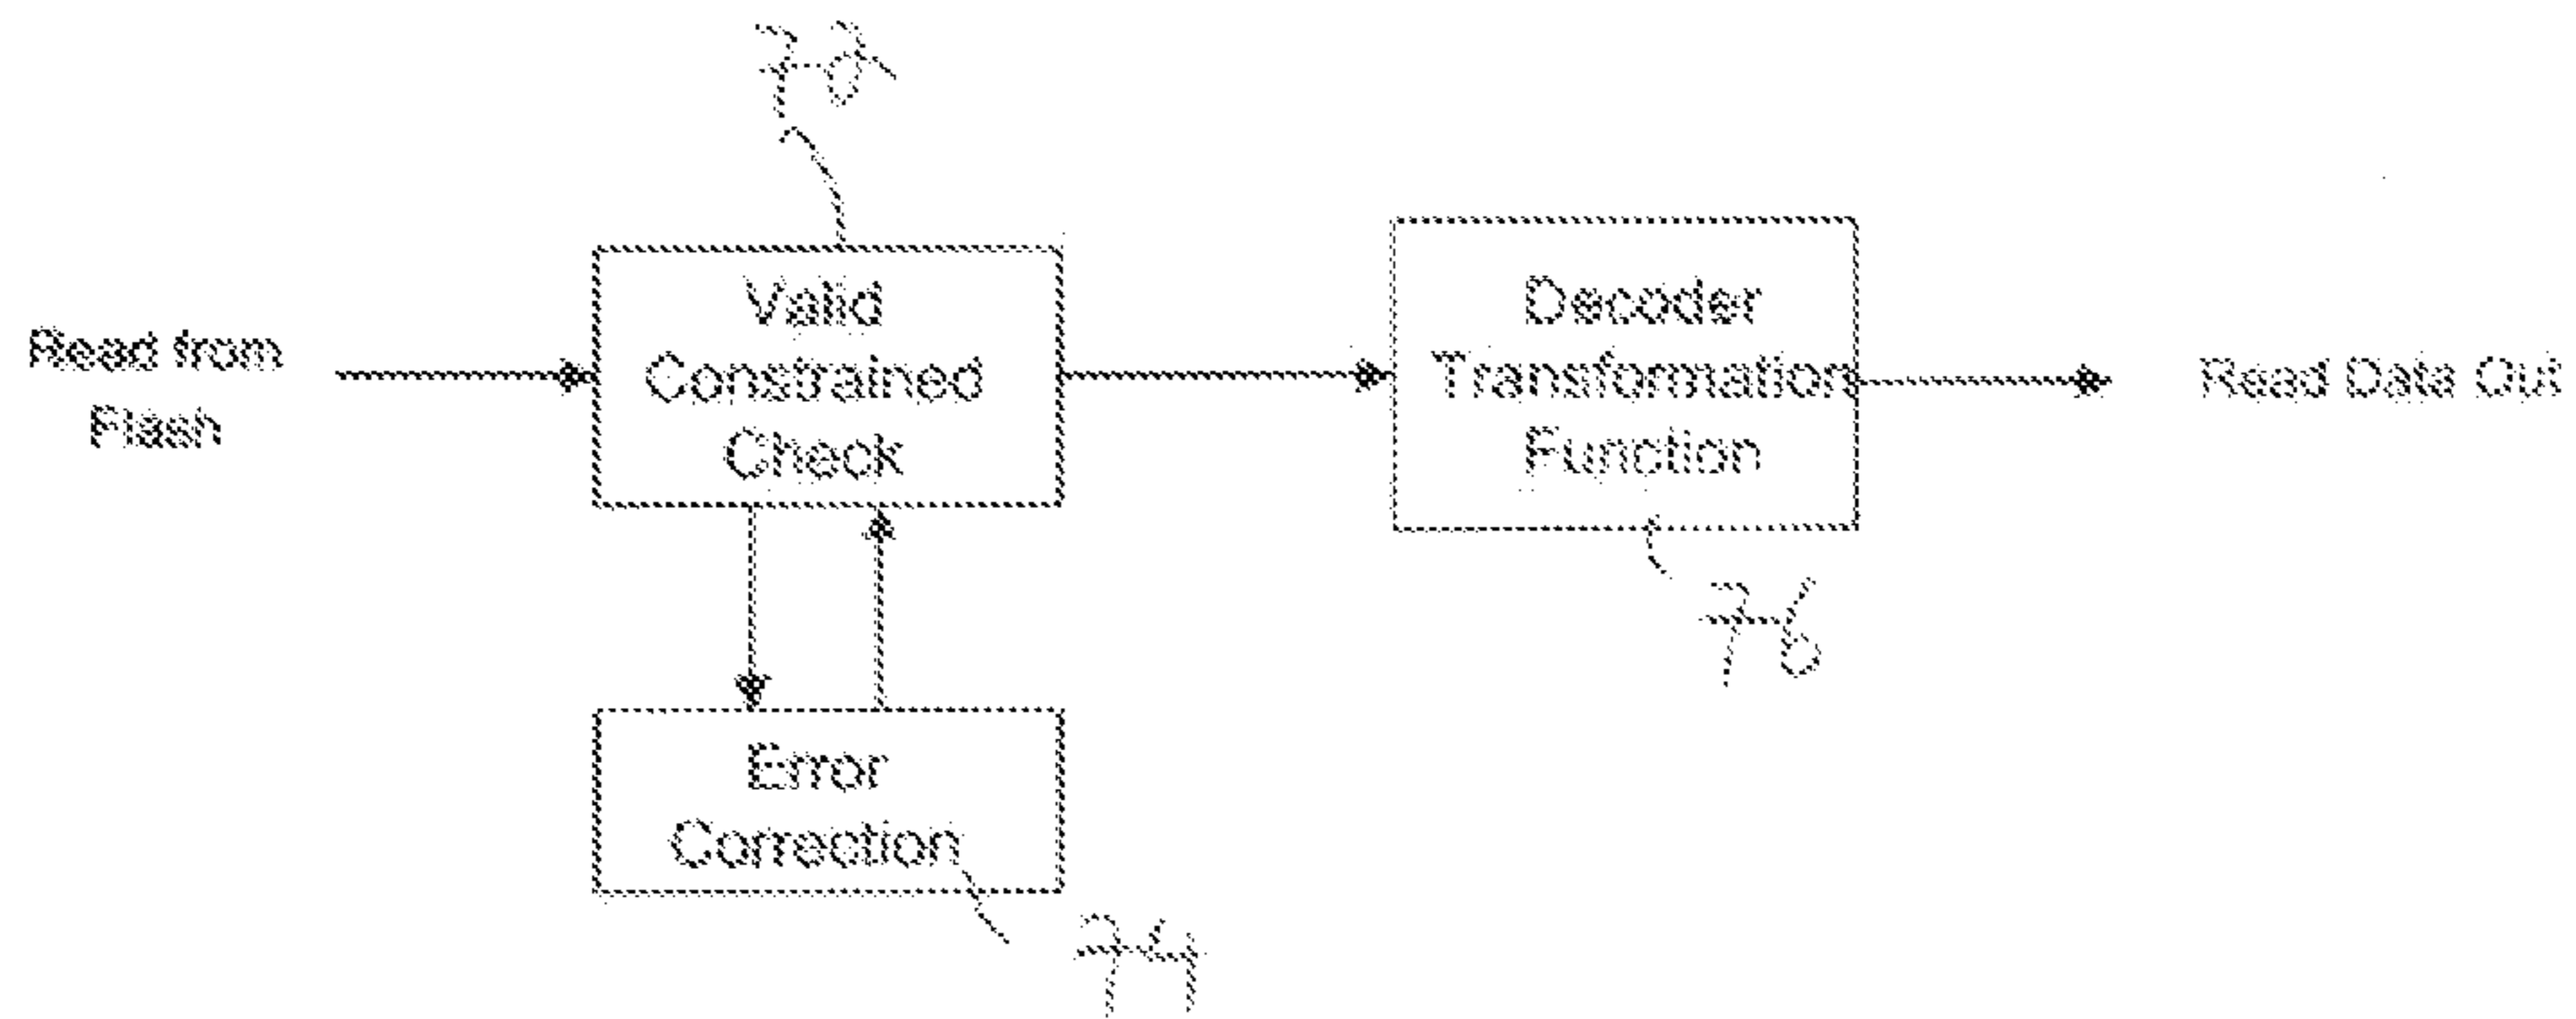 72
Valid
Constrained
Check
Decoder
Transformation
Function
Read from
Flash
Read Data Out
76
Error
Correction
74